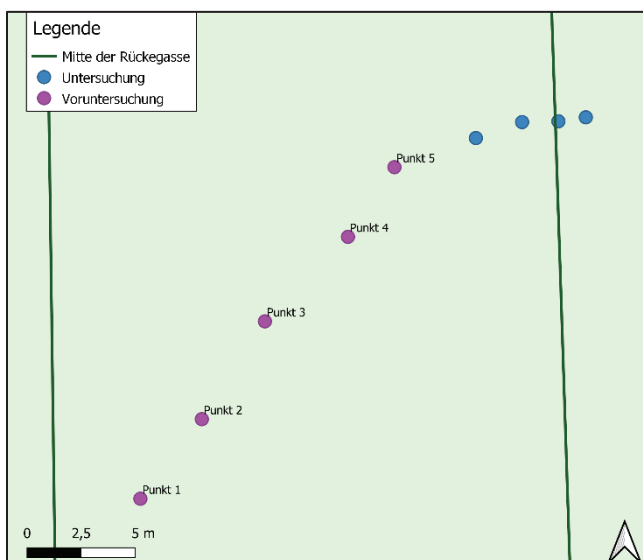 Legende
Mitte der Rückegasse
Untersuchung
Voruntersuchung
Punkt 5
Punkt 4
Punkt 3
Punkt 2
Punkt 1
0 2,5 5 m